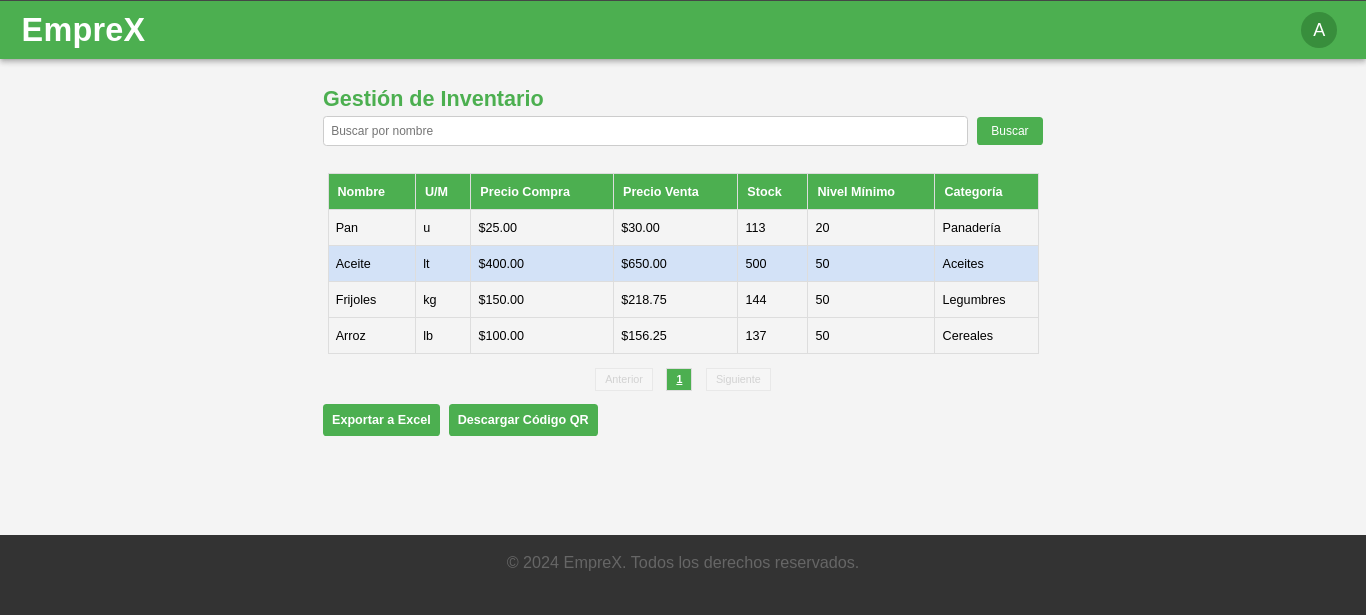 EmpreX A
Gestión de Inventario
Buscar por nombre Buscar
Nombre U/M Precio Compra Precio Venta Stock Nivel Mínimo Categoría
Pan u $25.00 $30.00 113 20 Panadería
Aceite lt $400.00 $650.00 500 50 Aceites
Frijoles kg $150.00 $218.75 144 50 Legumbres
Arroz lb $100.00 $156.25 137 50 Cereales
Anterior 1 Siguiente
Exportar a Excel Descargar Código QR
© 2024 EmpreX. Todos los derechos reservados.